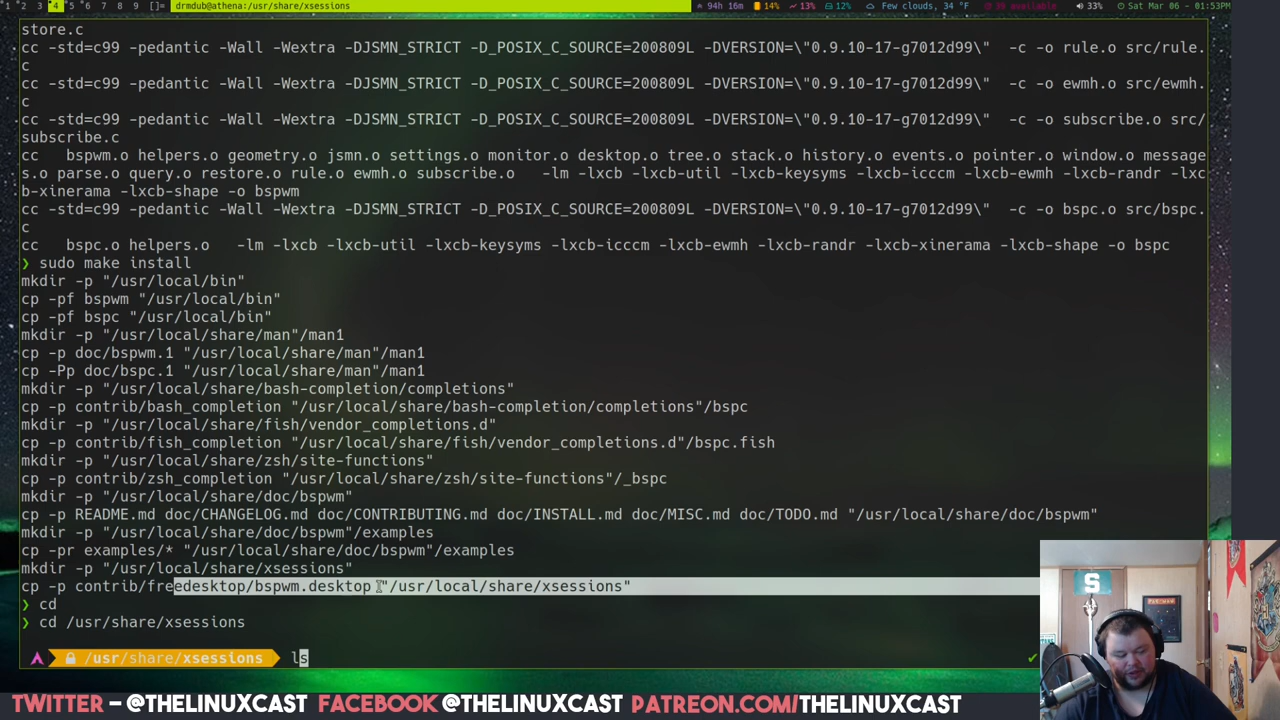 1 2 3 4 5 6 7 8 9 []= drmdub@athena:/usr/share/xsessions 94h 16m 14% 13% 12% Few clouds, 34 °F 33% Sat Mar 06 - 01:53PM
store.c
cc -std=c99 -pedantic -Wall -Wextra -DJSMN_STRICT -D_POSIX_C_SOURCE=200809L -DVERSION=\"0.9.10-17-g7012d99\"  -c -o rule.o src/rule.
c
cc -std=c99 -pedantic -Wall -Wextra -DJSMN_STRICT -D_POSIX_C_SOURCE=200809L -DVERSION=\"0.9.10-17-g7012d99\"  -c -o ewmh.o src/ewmh.
c
cc -std=c99 -pedantic -Wall -Wextra -DJSMN_STRICT -D_POSIX_C_SOURCE=200809L -DVERSION=\"0.9.10-17-g7012d99\"  -c -o subscribe.o src/
subscribe.c
cc   bspwm.o helpers.o geometry.o jsmn.o settings.o monitor.o desktop.o tree.o stack.o history.o events.o pointer.o window.o message
s.o parse.o query.o restore.o rule.o ewmh.o subscribe.o   -lm -lxcb -lxcb-util -lxcb-keysyms -lxcb-icccm -lxcb-ewmh -lxcb-randr -lxc
b-xinerama -lxcb-shape -o bspwm
cc -std=c99 -pedantic -Wall -Wextra -DJSMN_STRICT -D_POSIX_C_SOURCE=200809L -DVERSION=\"0.9.10-17-g7012d99\"  -c -o bspc.o src/bspc.
c
cc   bspc.o helpers.o   -lm -lxcb -lxcb-util -lxcb-keysyms -lxcb-icccm -lxcb-ewmh -lxcb-randr -lxcb-xinerama -lxcb-shape -o bspc
❯ sudo make install
mkdir -p "/usr/local/bin"
cp -pf bspwm "/usr/local/bin"
cp -pf bspc "/usr/local/bin"
mkdir -p "/usr/local/share/man"/man1
cp -p doc/bspwm.1 "/usr/local/share/man"/man1
cp -Pp doc/bspc.1 "/usr/local/share/man"/man1
mkdir -p "/usr/local/share/bash-completion/completions"
cp -p contrib/bash_completion "/usr/local/share/bash-completion/completions"/bspc
mkdir -p "/usr/local/share/fish/vendor_completions.d"
cp -p contrib/fish_completion "/usr/local/share/fish/vendor_completions.d"/bspc.fish
mkdir -p "/usr/local/share/zsh/site-functions"
cp -p contrib/zsh_completion "/usr/local/share/zsh/site-functions"/_bspc
mkdir -p "/usr/local/share/doc/bspwm"
cp -p README.md doc/CHANGELOG.md doc/CONTRIBUTING.md doc/INSTALL.md doc/MISC.md doc/TODO.md "/usr/local/share/doc/bspwm"
mkdir -p "/usr/local/share/doc/bspwm"/examples
cp -pr examples/* "/usr/local/share/doc/bspwm"/examples
mkdir -p "/usr/local/share/xsessions"
cp -p contrib/freedesktop/bspwm.desktop "/usr/local/share/xsessions"
❯ cd
❯ cd /usr/share/xsessions
/usr/share/xsessions ls ✔
TWITTER – @THELINUXCAST FACEBOOK @THELINUXCAST PATREON.COM/THELINUXCAST